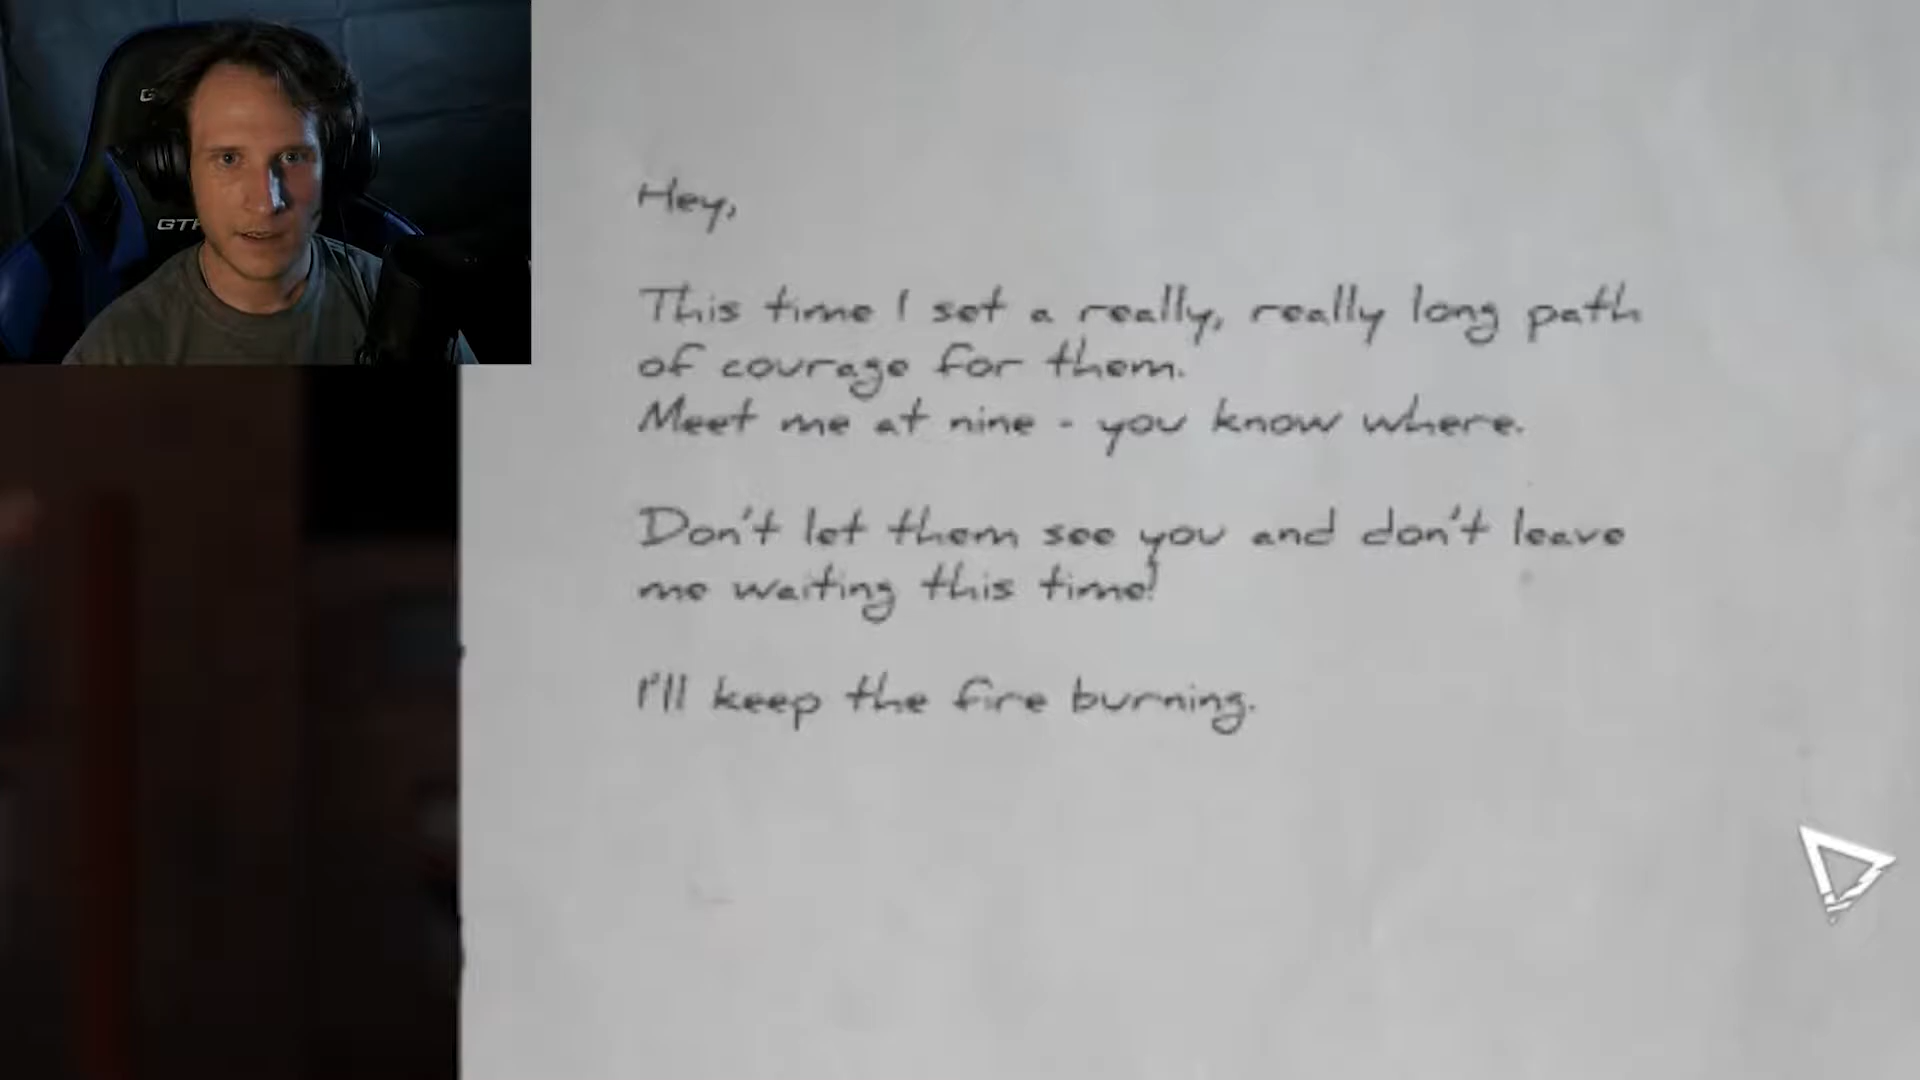 G
GTR
Hey,
This time I set a really, really long path
of courage for them.
Meet me at nine - you know where.
Don't let them see you and don't leave
me waiting this time!
I'll keep the fire burning.